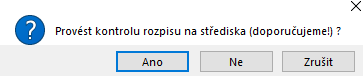 Provést kontrolu rozpisu na střediska (doporučujeme!) ?
Ano Ne Zrušit